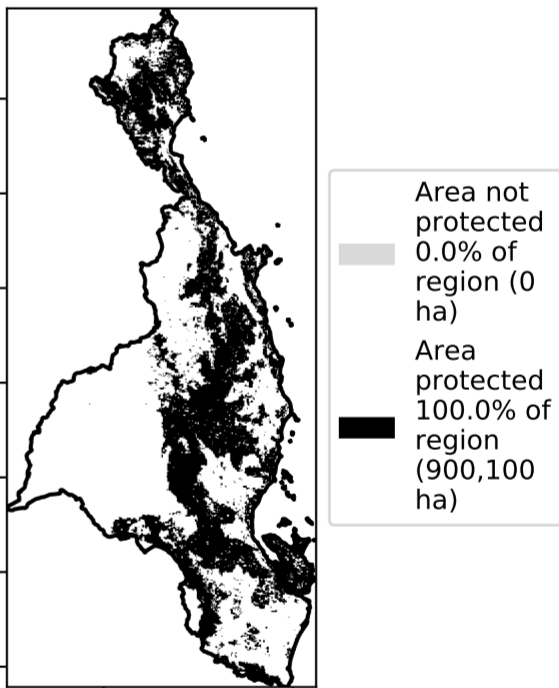 Area not
protected
0.0% of
region (0
ha)
Area
protected
100.0% of
region
(900,100
ha)